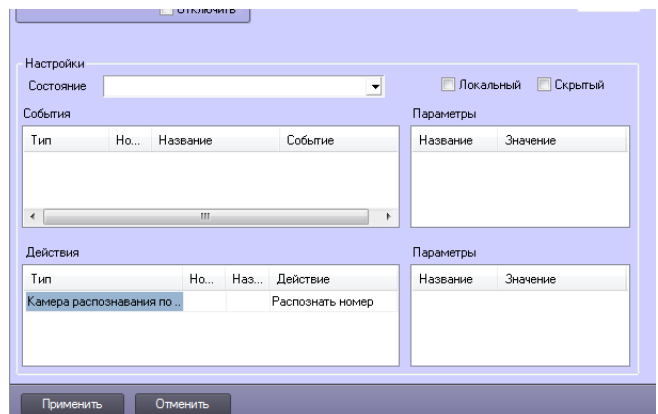 Отключить
Настройки
Состояние
Локальный Скрытый
События
Параметры
Тип Но... Название Событие
Название Значение
Действия
Параметры
Тип Но... Наз... Действие
Название Значение
Камера распознавания по .. Распознать номер
Применить Отменить